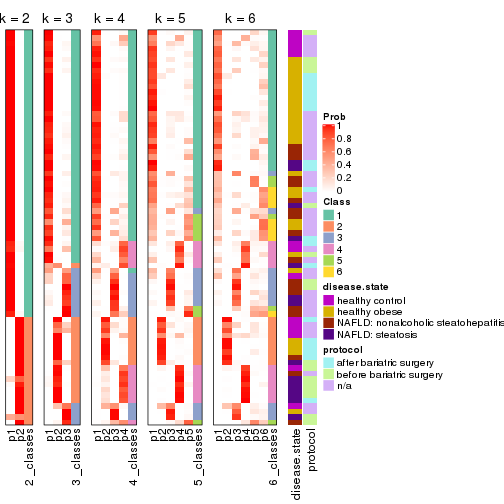 k = 2 k = 3 k = 4 k = 5 k = 6
Prob
1
0.8
0.6
0.4
0.2
0
Class
1
2
3
4
5
6
disease.state
healthy control
healthy obese
NAFLD: nonalcoholic steatohepatitis
NAFLD: steatosis
protocol
after bariatric surgery
before bariatric surgery
n/a
p1
p2
2_classes
p1
p2
p3
3_classes
p1
p2
p3
p4
4_classes
p1
p2
p3
p4
p5
5_classes
p1
p2
p3
p4
p5
p6
6_classes
disease.state
protocol